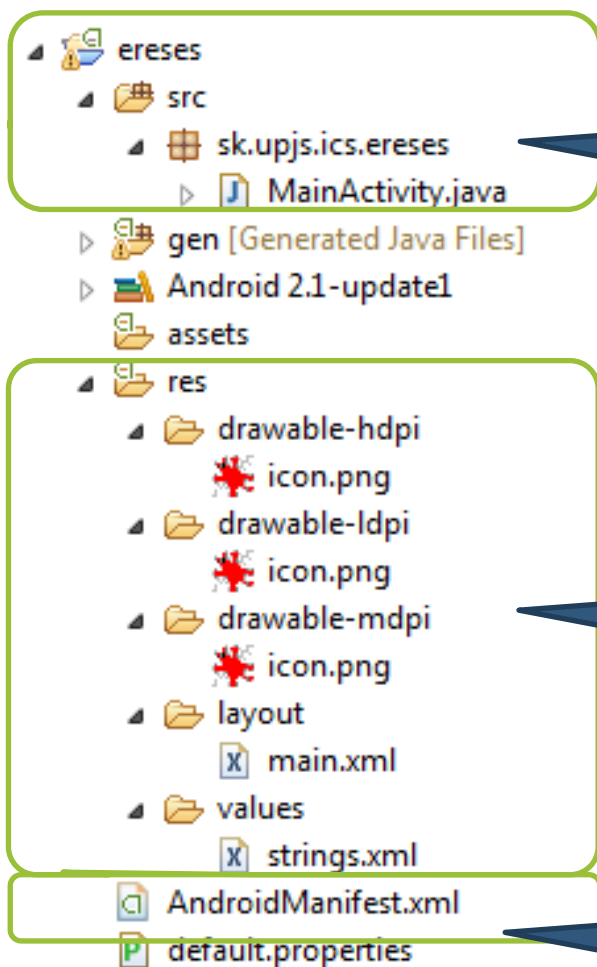 ereses
src
sk.upjs.ics.ereses
MainActivity.java
gen [Generated Java Files]
Android 2.1-update1
assets
res
drawable-hdpi
icon.png
drawable-ldpi
icon.png
drawable-mdpi
icon.png
layout
main.xml
values
strings.xml
AndroidManifest.xml
default.properties